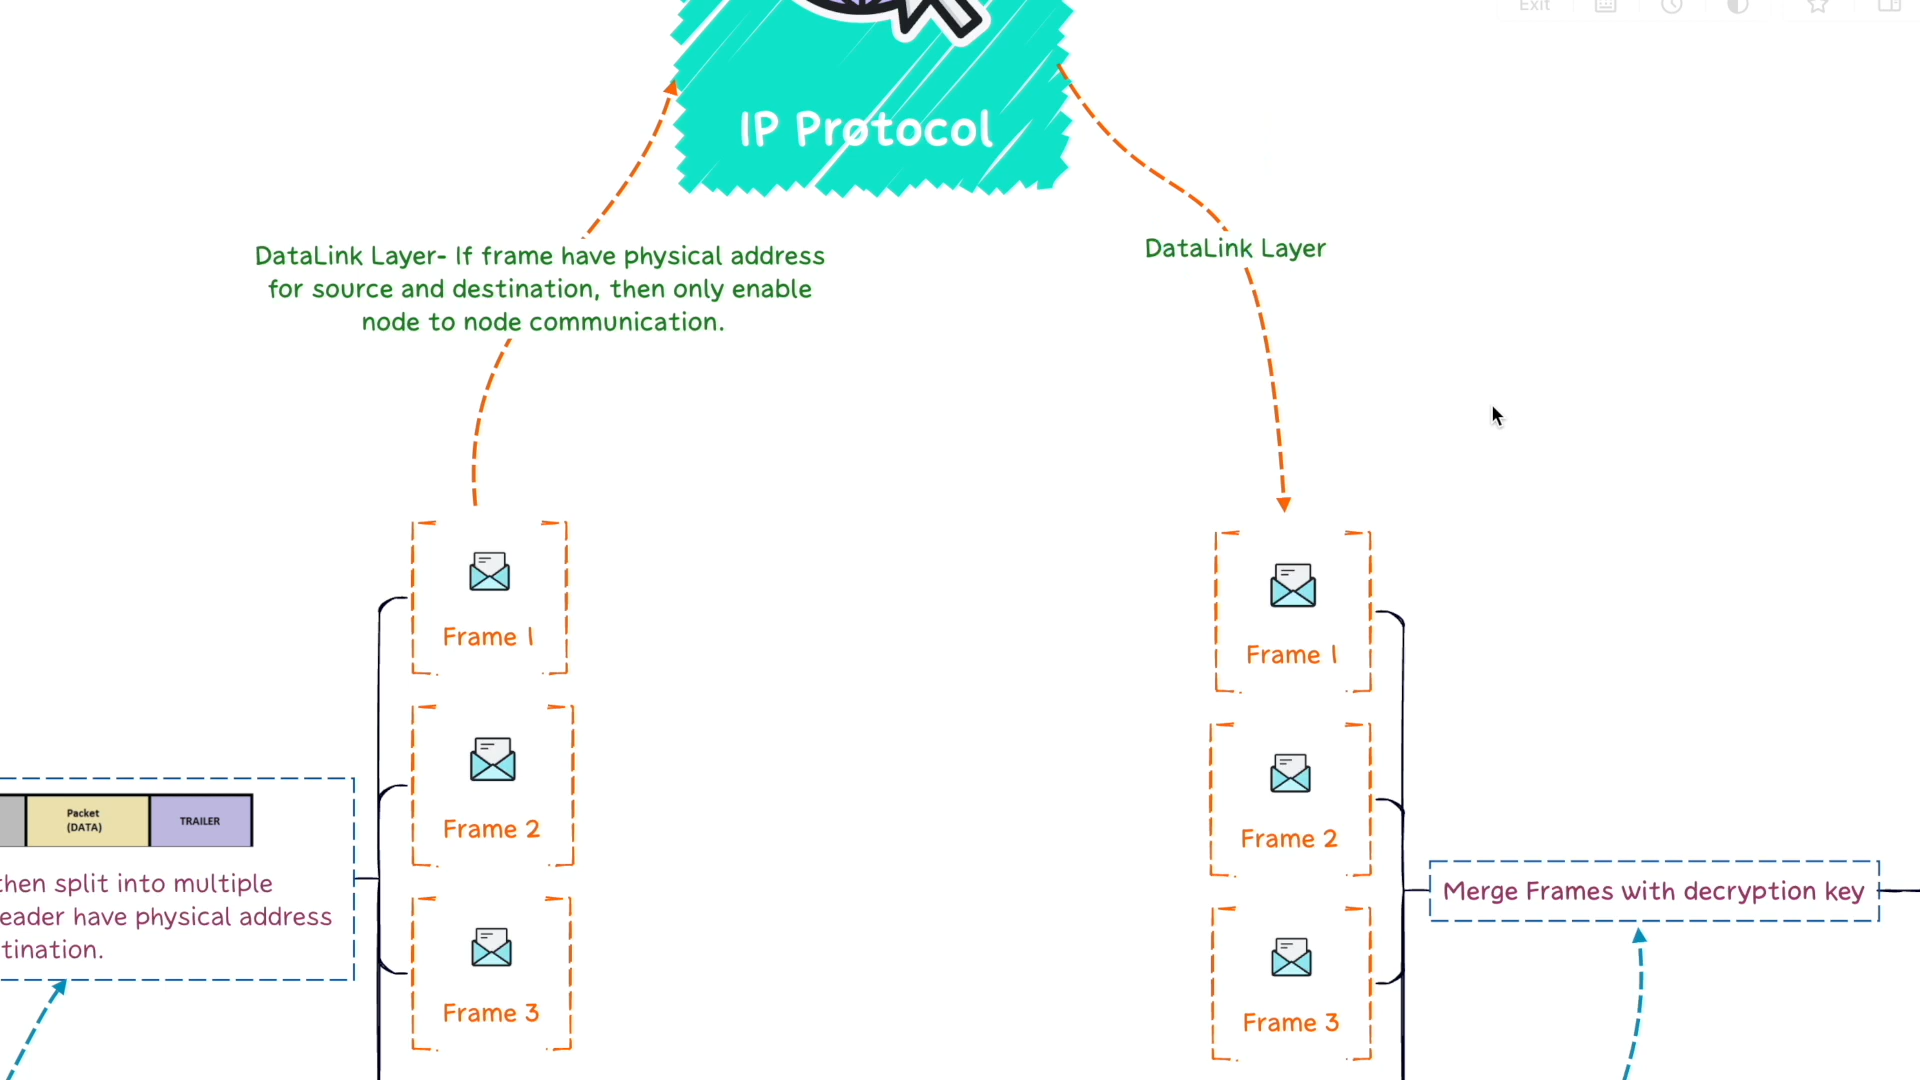 Exit
IP Protocol
DataLink Layer- If frame have physical address
for source and destination, then only enable
node to node communication.
DataLink Layer
Frame 1
Frame 2
Frame 3
Packet
(DATA)
TRAILER
then split into multiple
eader have physical address
tination.
Frame 1
Frame 2
Frame 3
Merge Frames with decryption key